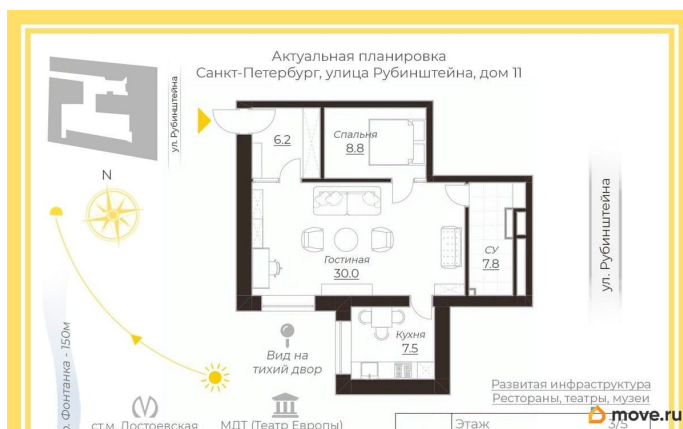 Актуальная планировка
Санкт-Петербург, улица Рубинштейна, дом 11
ул. Рубинштейна
N
6.2
Спальня
8.8
Гостиная
30.0
СУ
7.8
ул. Рубинштейна
Вид на
тихий двор
Кухня
7.5
р. Фонтанка - 150м
Развитая инфраструктура
Рестораны, театры, музеи
ст.м. Достоевская
МДТ (Театр Европы)
Этаж
3/5
move.ru